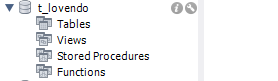 t_lovendo
Tables
Views
Stored Procedures
Functions